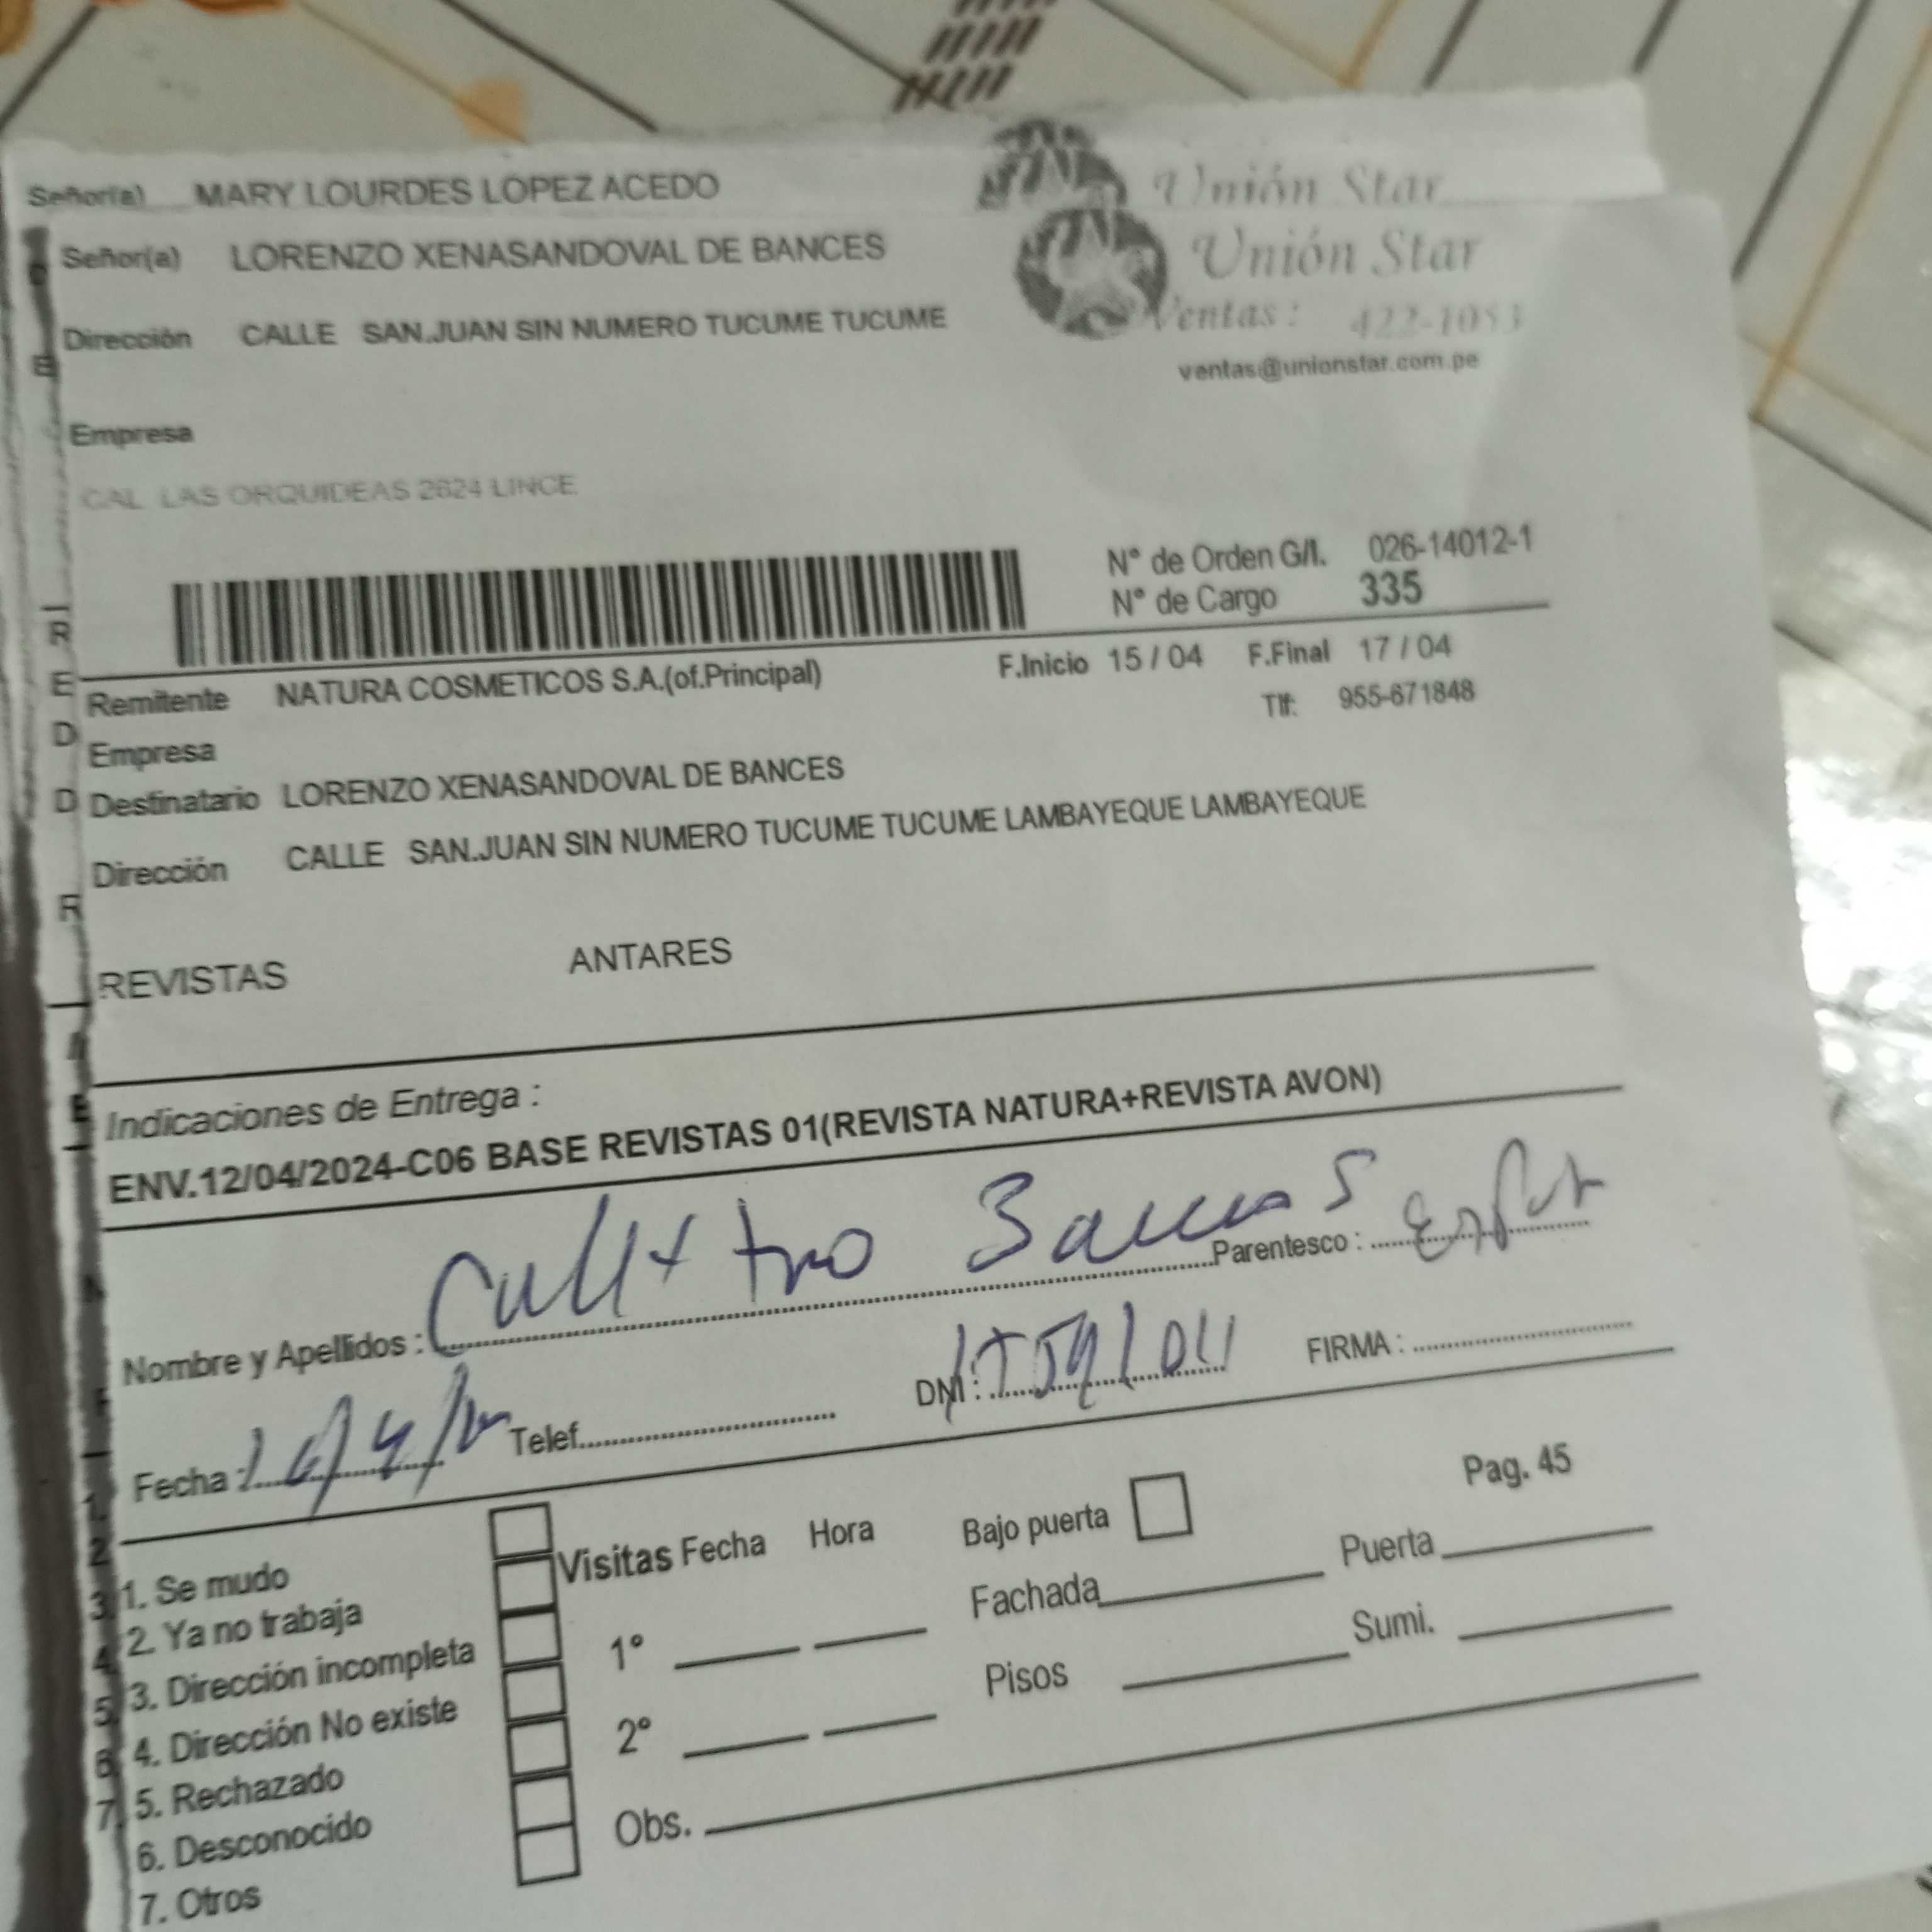 Señor(a) MARY LOURDES LOPEZ ACEDO Unión Star
Señor(a) LORENZO XENASANDOVAL DE BANCES Unión Star
Dirección CALLE SAN.JUAN SIN NUMERO TUCUME TUCUME Ventas: 422-1053
ventas@unionstar.com.pe
Empresa
CAL LAS ORQUIDEAS 2624 LINCE
N° de Orden G/I. 026-14012-1
N° de Cargo 335
Remitente NATURA COSMETICOS S.A.(of.Principal) F.Inicio 15 / 04 F.Final 17 / 04
Empresa Tlf: 955-671848
Destinatario LORENZO XENASANDOVAL DE BANCES
Dirección CALLE SAN.JUAN SIN NUMERO TUCUME TUCUME LAMBAYEQUE LAMBAYEQUE
REVISTAS ANTARES
Indicaciones de Entrega :
ENV.12/04/2024-C06 BASE REVISTAS 01(REVISTA NATURA+REVISTA AVON)
Nombre y Apellidos : Parentesco :
Fecha : Telef. DNI : FIRMA :
Pag. 45
1. Se mudo Visitas Fecha Hora Bajo puerta
2. Ya no trabaja Fachada Puerta
3. Dirección incompleta 1°
4. Dirección No existe Pisos Sumi.
5. Rechazado 2°
6. Desconocido Obs.
7. Otros